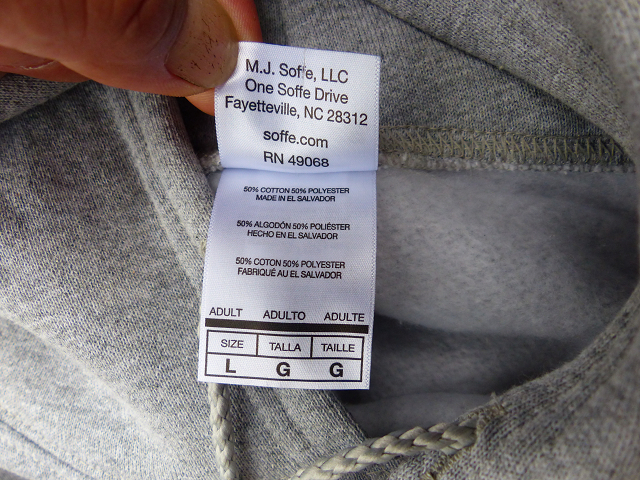 M.J. Soffe, LLC
One Soffe Drive
Fayetteville, NC 28312
soffe.com
RN 49068
50% COTTON 50% POLYESTER
MADE IN EL SALVADOR
50% ALGODÓN 50% POLIÉSTER
HECHO EN EL SALVADOR
50% COTON 50% POLYESTER
FABRIQUÉ AU EL SALVADOR
ADULT ADULTO ADULTE
SIZE TALLA TAILLE
L G G